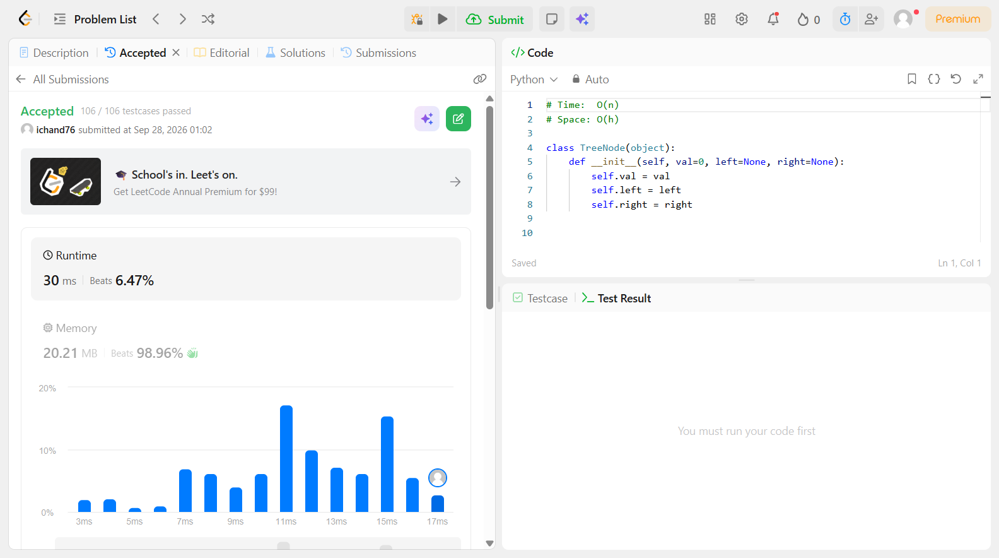 Problem List
Submit
0
Premium
Description
Accepted
Editorial
Solutions
Submissions
All Submissions
Accepted 106 / 106 testcases passed
ichand76 submitted at Sep 28, 2026 01:02
School's in. Leet's on.
Get LeetCode Annual Premium for $99!
Runtime
30 ms Beats 6.47%
Memory
20.21 MB Beats 98.96%
20%
10%
0%
3ms 5ms 7ms 9ms 11ms 13ms 15ms 17ms
</> Code
Python Auto
1 # Time:  O(n)
2 # Space: O(h)
3
4 class TreeNode(object):
5     def __init__(self, val=0, left=None, right=None):
6         self.val = val
7         self.left = left
8         self.right = right
9
10
Saved Ln 1, Col 1
Testcase
Test Result
You must run your code first